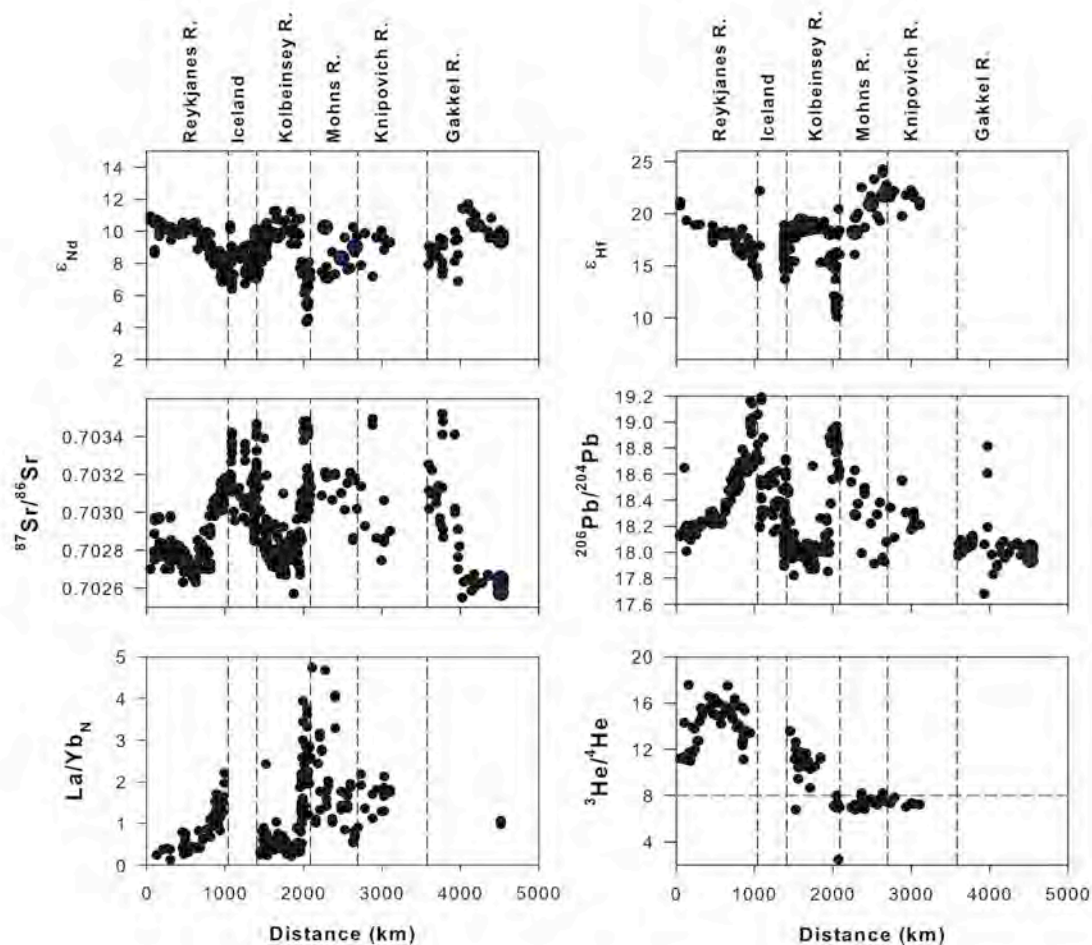 Reykjanes R.
Iceland
Kolbeinsey R.
Mohns R.
Knipovich R.
Gakkel R.
Reykjanes R.
Iceland
Kolbeinsey R.
Mohns R.
Knipovich R.
Gakkel R.
εNd
14
12
10
8
6
4
2
εHf
25
20
15
10
87Sr/86Sr
0.7034
0.7032
0.7030
0.7028
0.7026
206Pb/204Pb
19.2
19.0
18.8
18.6
18.4
18.2
18.0
17.8
17.6
La/YbN
5
4
3
2
1
0
0 1000 2000 3000 4000 5000
Distance (km)
3He/4He
20
16
12
8
4
0 1000 2000 3000 4000 5000
Distance (km)